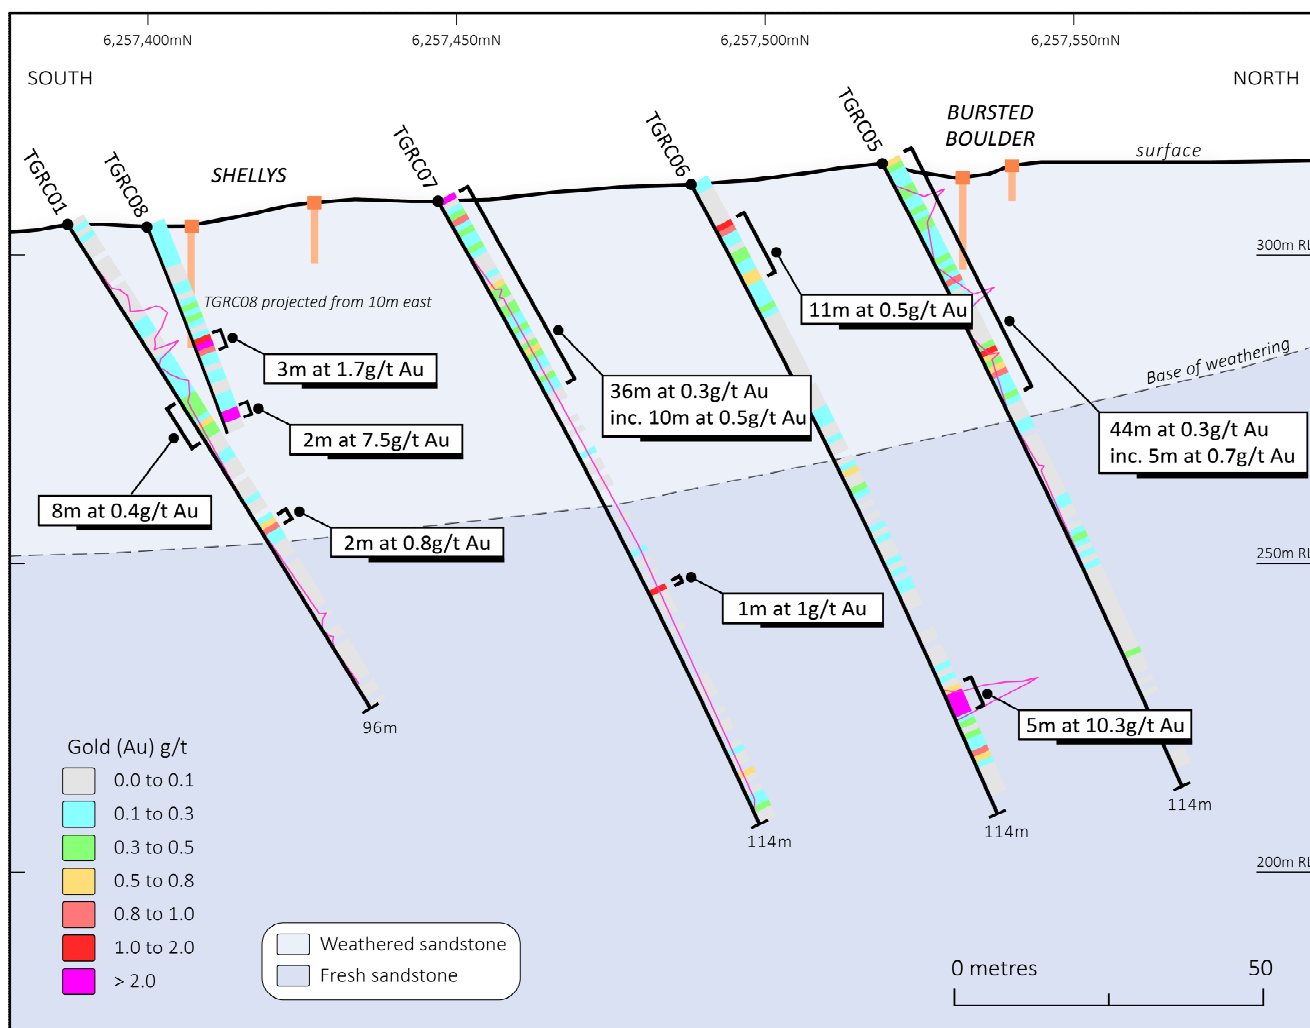 6,257,400mN
6,257,450mN
6,257,500mN
6,257,550mN
SOUTH
NORTH
TGRC01
TGRC08
SHELLYS
TGRC07
TGRC06
TGRC05
BURSTED
BOULDER
surface
300m RL
TGRC08 projected from 10m east
11m at 0.5g/t Au
Base of weathering
3m at 1.7g/t Au
36m at 0.3g/t Au
inc. 10m at 0.5g/t Au
2m at 7.5g/t Au
44m at 0.3g/t Au
inc. 5m at 0.7g/t Au
8m at 0.4g/t Au
2m at 0.8g/t Au
250m RL
1m at 1g/t Au
96m
5m at 10.3g/t Au
114m
114m
114m
Gold (Au) g/t
0.0 to 0.1
0.1 to 0.3
0.3 to 0.5
0.5 to 0.8
0.8 to 1.0
1.0 to 2.0
> 2.0
200m RL
Weathered sandstone
Fresh sandstone
0 metres 50